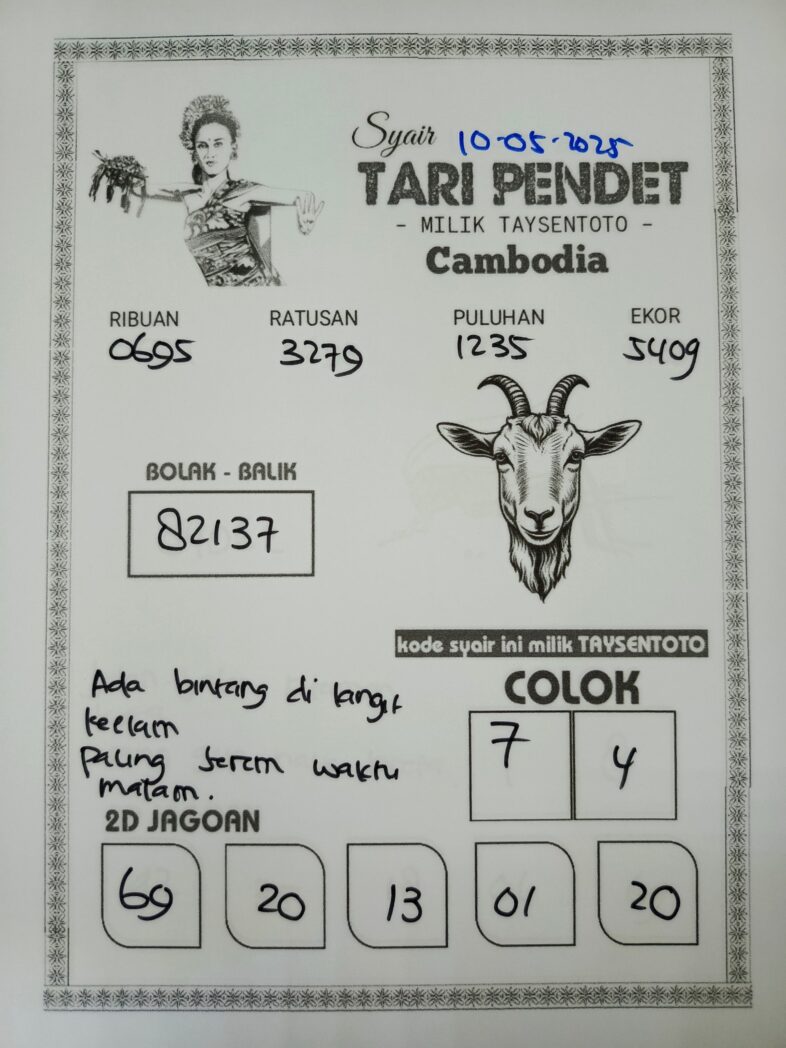 Syair 10-05-2025
TARI PENDET
- MILIK TAYSENTOTO -
Cambodia
RIBUAN RATUSAN PULUHAN EKOR
0695 3279 1235 5409
BOLAK - BALIK
82137
kode syair ini milik TAYSENTOTO
COLOK
7 4
Ada bintang di langit
keelam
paling serem waktu
malam.
2D JAGOAN
69 20 13 01 20